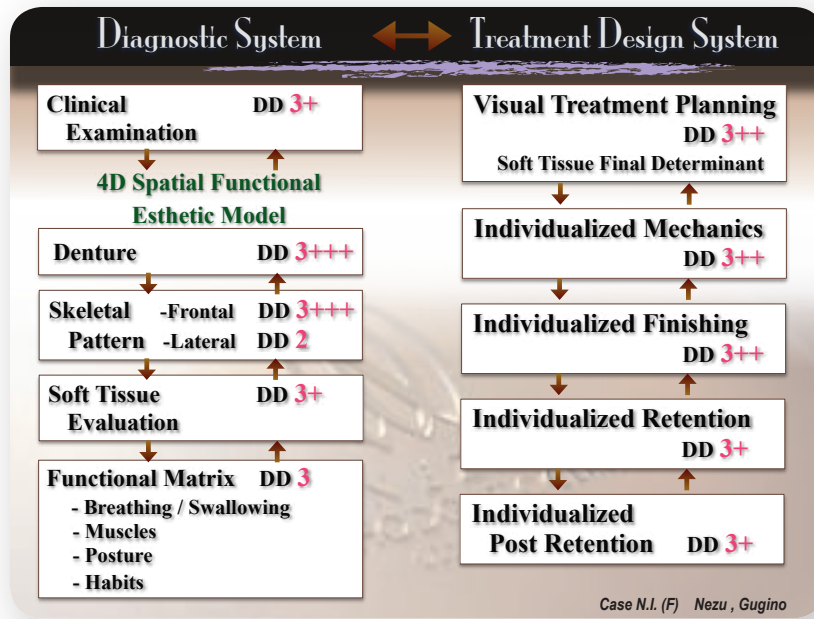 Diagnostic System
Treatment Design System
Clinical DD 3+
Examination
4D Spatial Functional
Esthetic Model
Denture DD 3+++
Skeletal -Frontal DD 3+++
Pattern -Lateral DD 2
Soft Tissue DD 3+
Evaluation
Functional Matrix DD 3
- Breathing / Swallowing
- Muscles
- Posture
- Habits
Visual Treatment Planning
DD 3++
Soft Tissue Final Determinant
Individualized Mechanics
DD 3++
Individualized Finishing
DD 3++
Individualized Retention
DD 3+
Individualized
Post Retention DD 3+
Case N.I. (F) Nezu , Gugino